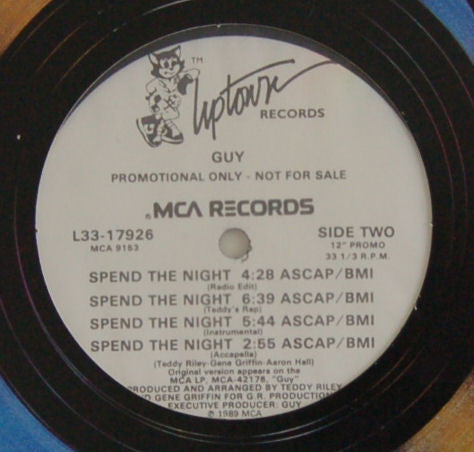 TM
Uptown
RECORDS
GUY
PROMOTIONAL ONLY - NOT FOR SALE
® MCA RECORDS
L33-17926
MCA 9163
SIDE TWO
12" PROMO
33 1/3 R.P.M.
SPEND THE NIGHT 4:28 ASCAP/BMI
(Radio Edit)
SPEND THE NIGHT 6:39 ASCAP/BMI
(Teddy's Rap)
SPEND THE NIGHT 5:44 ASCAP/BMI
(Instrumental)
SPEND THE NIGHT 2:55 ASCAP/BMI
(Accapella)
(Teddy Riley-Gene Griffin-Aaron Hall)
Original version appears on the
MCA LP, MCA-42176, "Guy"
RODUCED AND ARRANGED BY TEDDY RILEY
ND GENE GRIFFIN FOR G.R. PRODUCTION
EXECUTIVE PRODUCER: GUY
℗ 1989 MCA